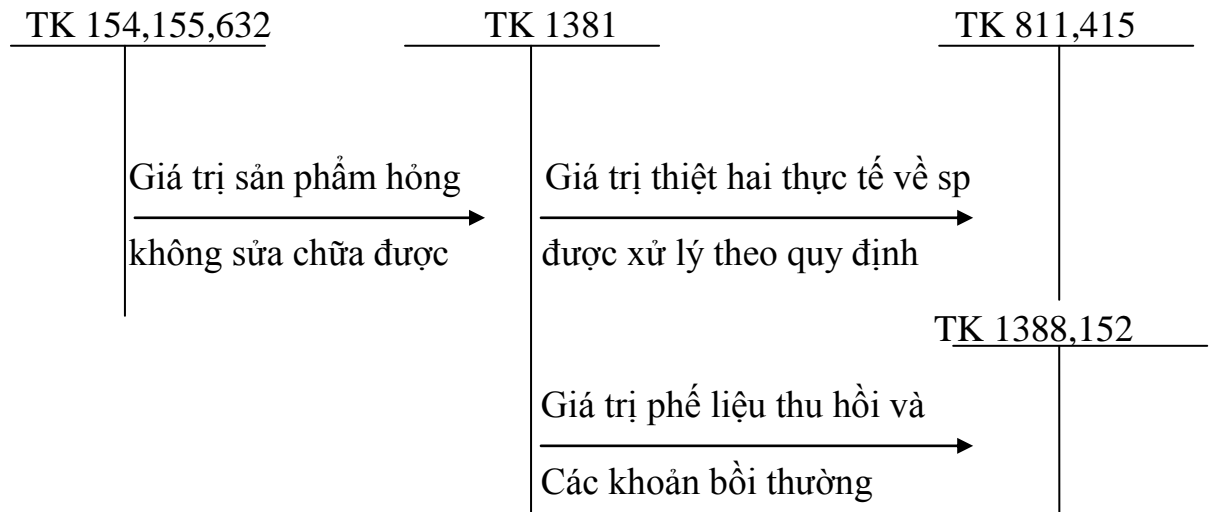 TK 154,155,632
TK 1381
TK 811,415
Giá trị sản phẩm hỏng
không sửa chữa được
Giá trị thiệt hai thực tế về sp
được xử lý theo quy định
TK 1388,152
Giá trị phế liệu thu hồi và
Các khoản bồi thường